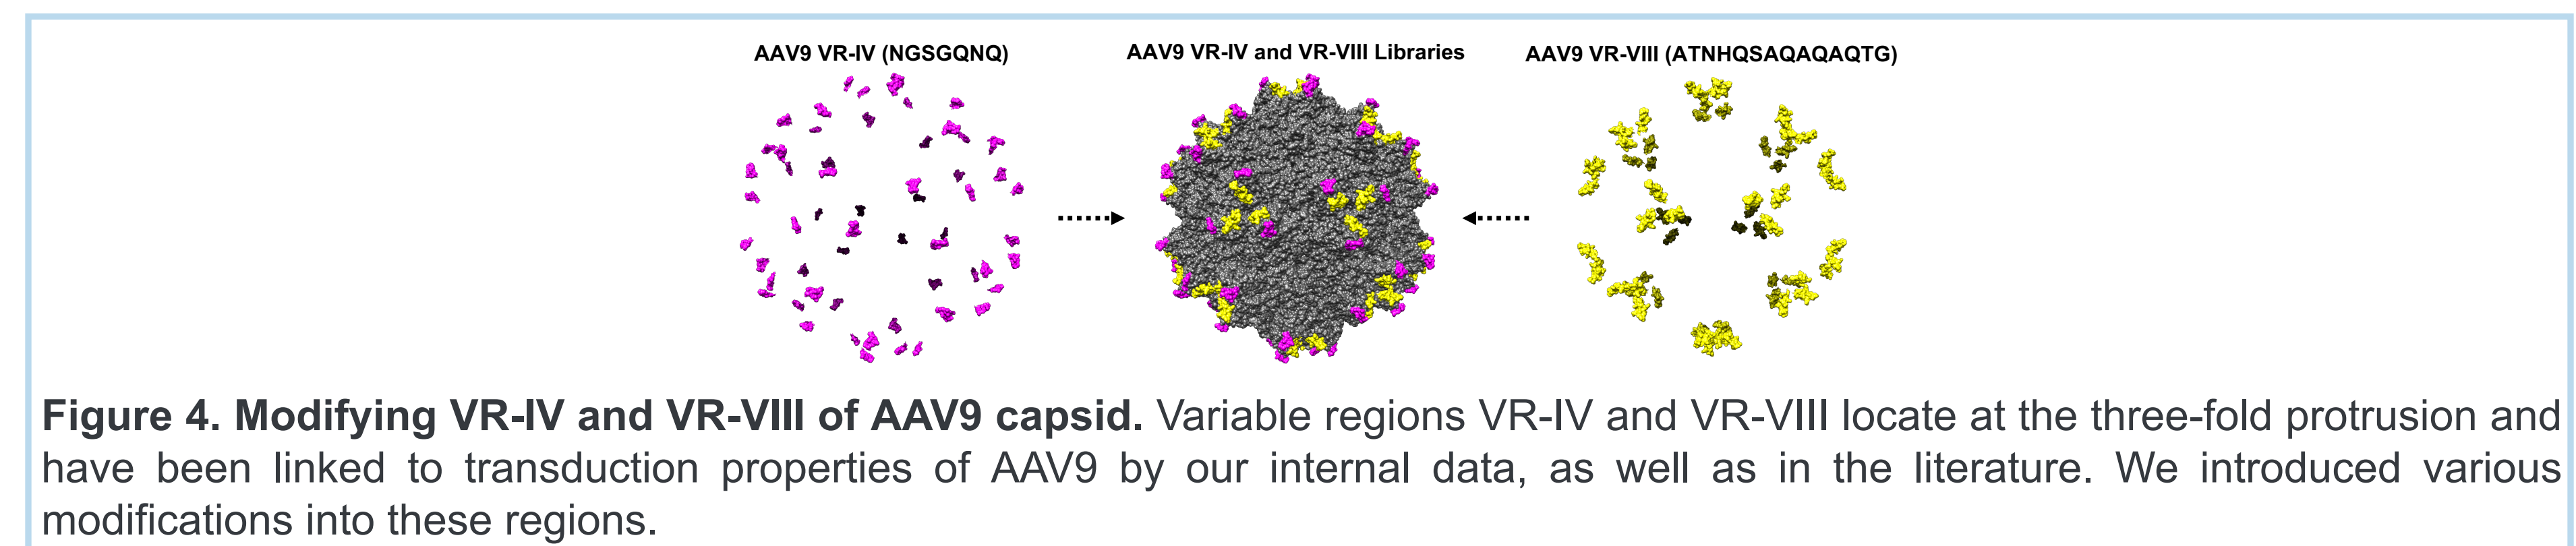 AAV9 VR-IV (NGSGQNQ)
AAV9 VR-IV and VR-VIII Libraries
AAV9 VR-VIII (ATNHQSAQAQAQTG)
Figure 4. Modifying VR-IV and VR-VIII of AAV9 capsid. Variable regions VR-IV and VR-VIII locate at the three-fold protrusion and
have been linked to transduction properties of AAV9 by our internal data, as well as in the literature. We introduced various
modifications into these regions.